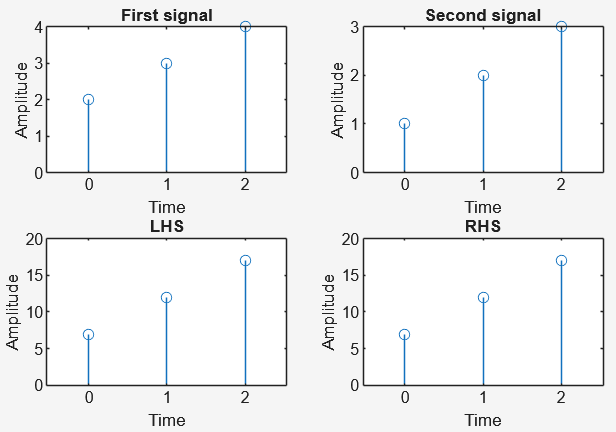 First signal
Amplitude
4
3
2
1
0
0 1 2
Time
Second signal
Amplitude
3
2
1
0
0 1 2
Time
LHS
Amplitude
20
15
10
5
0
0 1 2
Time
RHS
Amplitude
20
15
10
5
0
0 1 2
Time